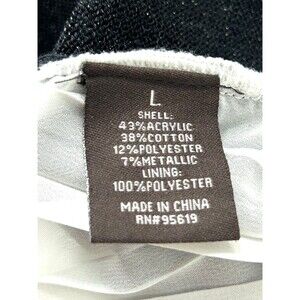 L
SHELL:
43%ACRYLIC
38%COTTON
12%POLYESTER
7%METALLIC
LINING:
100%POLYESTER
MADE IN CHINA
RN#95619